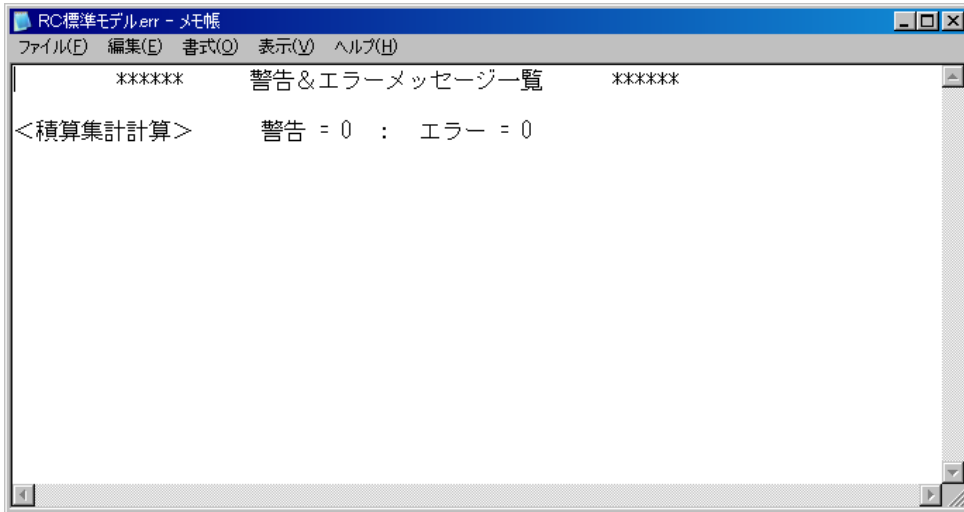 RC標準モデル.err - メモ帳
ファイル(F) 編集(E) 書式(O) 表示(V) ヘルプ(H)
****** 警告&エラーメッセージ一覧 ******
<積算集計計算> 警告 = 0 : エラー = 0